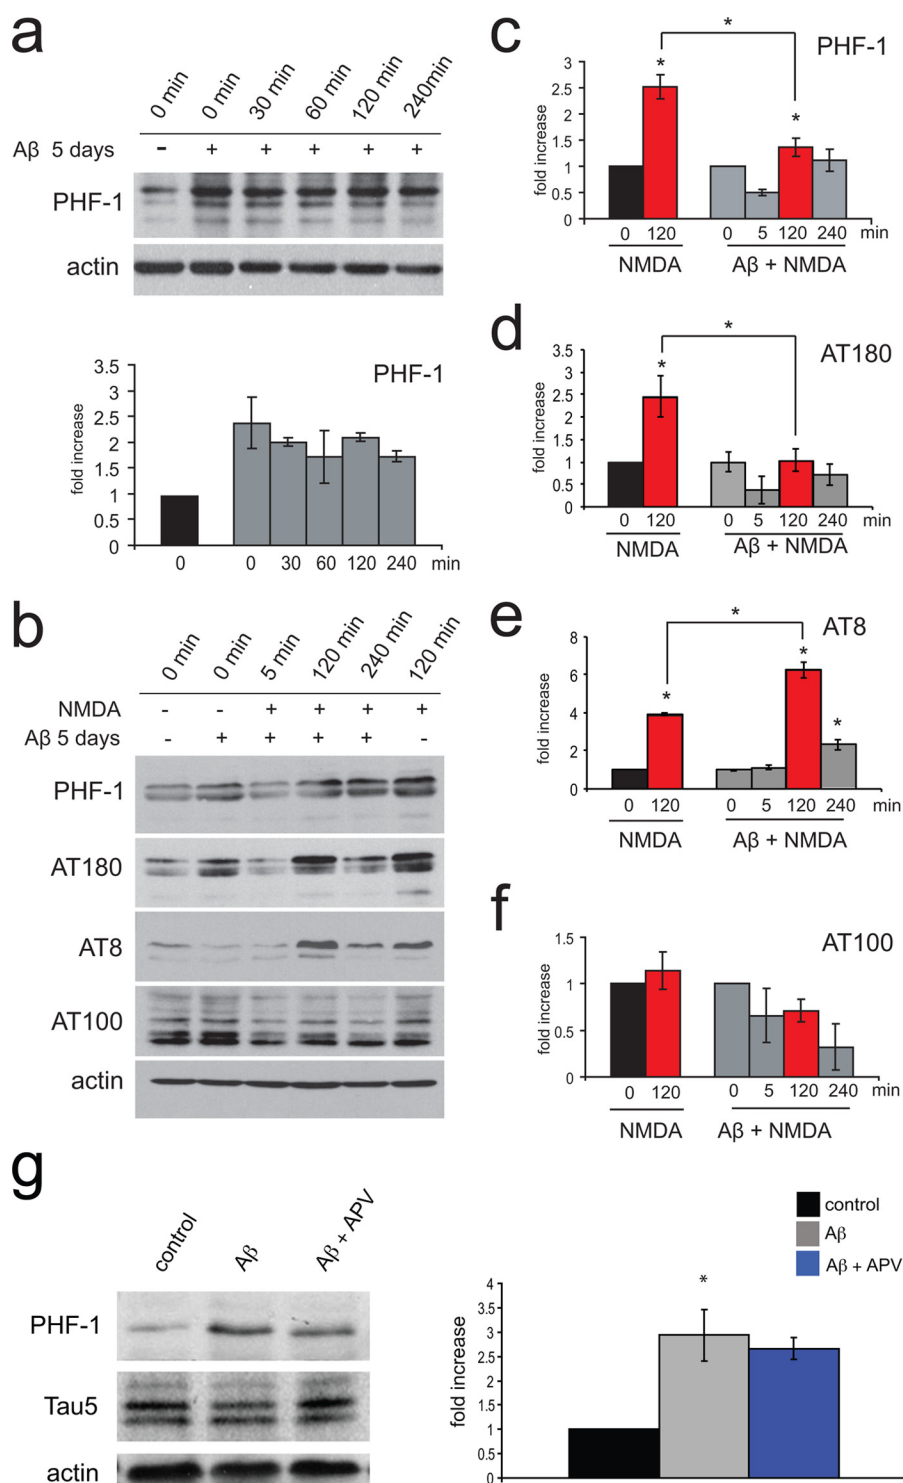 a
0 min 0 min 30 min 60 min 120 min 240min
Aβ 5 days - + + + + +
PHF-1
actin
PHF-1
fold increase
3.5
3
2.5
2
1.5
1
0.5
0
0 0 30 60 120 240 min
b
0 min 0 min 5 min 120 min 240 min 120 min
NMDA - - + + + +
Aβ 5 days - + + + + -
PHF-1
AT180
AT8
AT100
actin
c
PHF-1
*
* *
fold increase
3
2.5
2
1.5
1
0.5
0
0 120 0 5 120 240 min
NMDA Aβ + NMDA
d
AT180
*
*
fold increase
3.5
3
2.5
2
1.5
1
0.5
0
0 120 0 5 120 240 min
NMDA Aβ + NMDA
e
AT8
*
* * *
fold increase
8
6
4
2
0
0 120 0 5 120 240 min
NMDA Aβ + NMDA
f
AT100
fold increase
1.5
1
0.5
0
0 120 0 5 120 240 min
NMDA Aβ + NMDA
g
control Aβ Aβ + APV
PHF-1
Tau5
actin
control
Aβ
Aβ + APV
*
fold increase
4
3.5
3
2.5
2
1.5
1
0.5
0